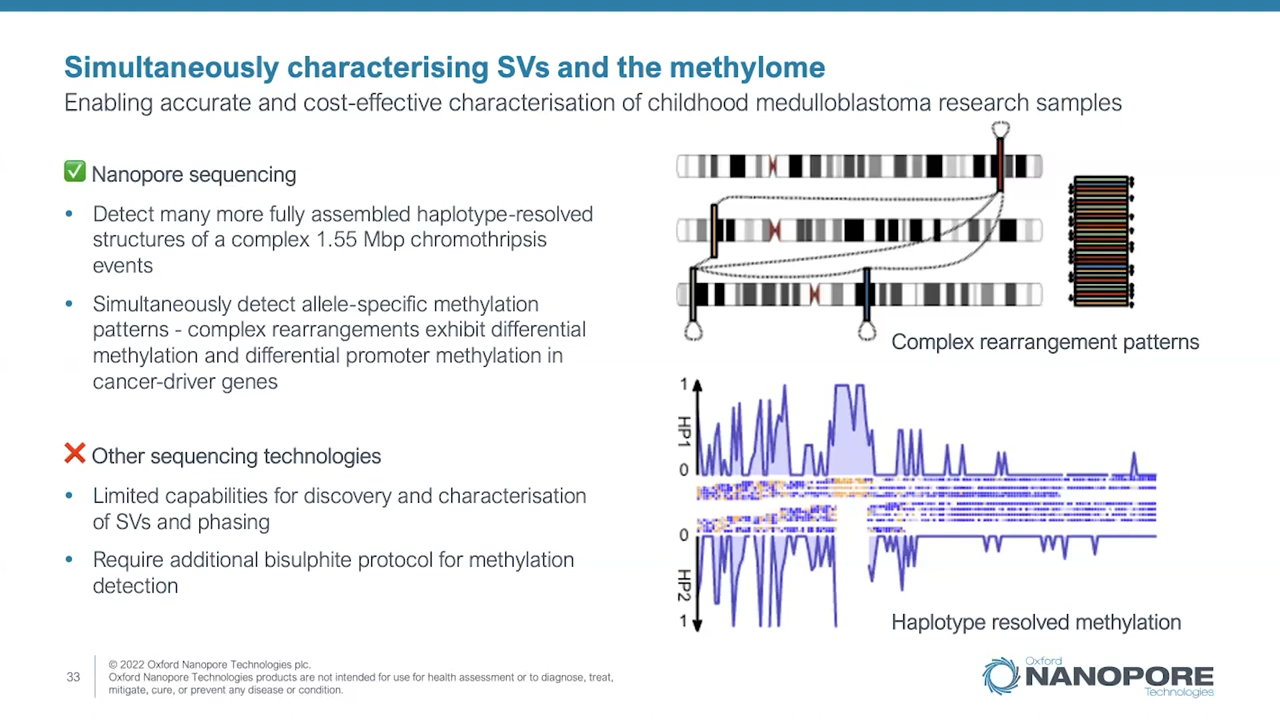 Simultaneously characterising SVs and the methylome
Enabling accurate and cost-effective characterisation of childhood medulloblastoma research samples
✅ Nanopore sequencing
• Detect many more fully assembled haplotype-resolved
structures of a complex 1.55 Mbp chromothripsis
events
• Simultaneously detect allele-specific methylation
patterns - complex rearrangements exhibit differential
methylation and differential promoter methylation in
cancer-driver genes
❌ Other sequencing technologies
• Limited capabilities for discovery and characterisation
of SVs and phasing
• Require additional bisulphite protocol for methylation
detection
Complex rearrangement patterns
1
HP1
0
0
HP2
1
Haplotype resolved methylation
33
© 2022 Oxford Nanopore Technologies plc.
Oxford Nanopore Technologies products are not intended for use for health assessment or to diagnose, treat,
mitigate, cure, or prevent any disease or condition.
Oxford
NANOPORE
Technologies